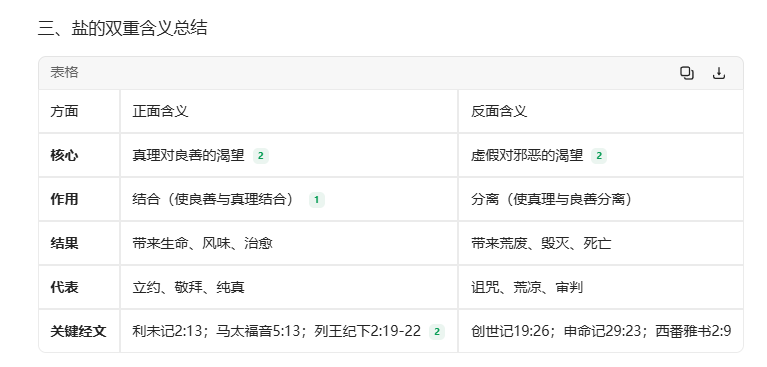 三、盐的双重含义总结
表格
方面 正面含义 反面含义
核心 真理对良善的渴望 2 虚假对邪恶的渴望 2
作用 结合（使良善与真理结合） 1 分离（使真理与良善分离）
结果 带来生命、风味、治愈 带来荒废、毁灭、死亡
代表 立约、敬拜、纯真 诅咒、荒凉、审判
关键经文 利未记2:13；马太福音5:13；列王纪下2:19-22 2 创世记19:26；申命记29:23；西番雅书2:9